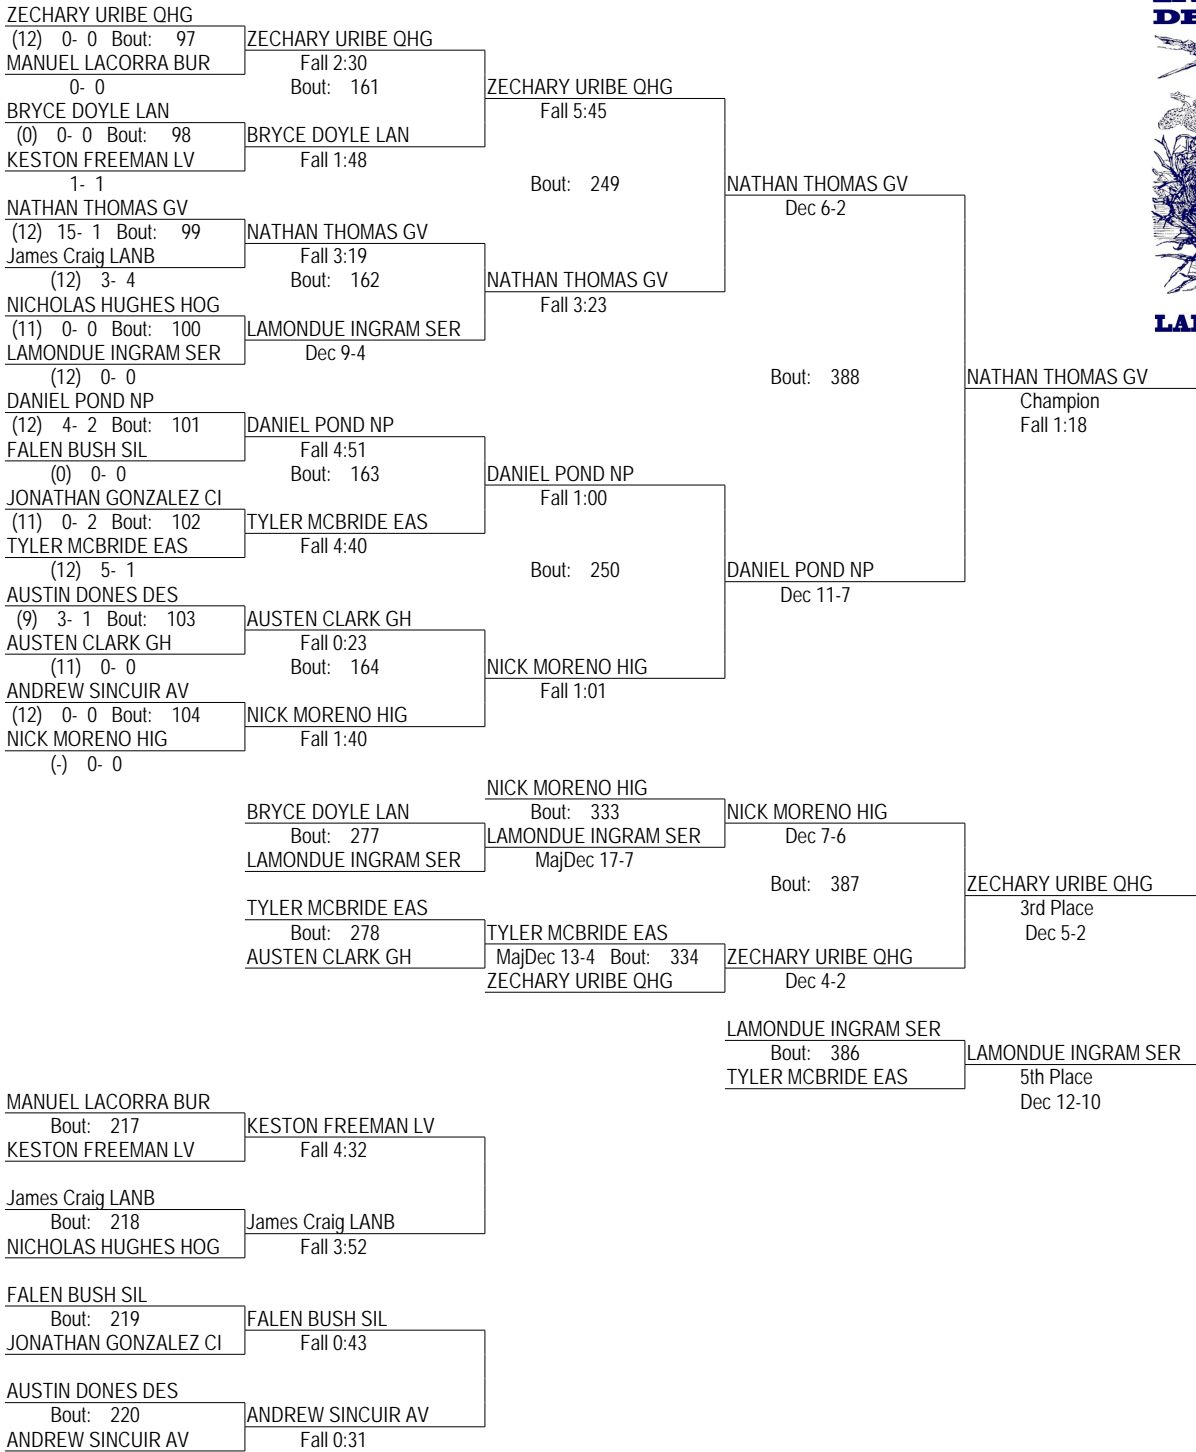 ZECHARY URIBE QHG
(12) 0- 0 Bout: 97
MANUEL LACORRA BUR
0- 0
BRYCE DOYLE LAN
(0) 0- 0 Bout: 98
KESTON FREEMAN LV
1- 1
NATHAN THOMAS GV
(12) 15- 1 Bout: 99
James Craig LANB
(12) 3- 4
NICHOLAS HUGHES HOG
(11) 0- 0 Bout: 100
LAMONDUE INGRAM SER
(12) 0- 0
DANIEL POND NP
(12) 4- 2 Bout: 101
FALEN BUSH SIL
(0) 0- 0
JONATHAN GONZALEZ CI
(11) 0- 2 Bout: 102
TYLER MCBRIDE EAS
(12) 5- 1
AUSTIN DONES DES
(9) 3- 1 Bout: 103
AUSTEN CLARK GH
(11) 0- 0
ANDREW SINCUIR AV
(12) 0- 0 Bout: 104
NICK MORENO HIG
(-) 0- 0
ZECHARY URIBE QHG
Fall 2:30
Bout: 161
BRYCE DOYLE LAN
Fall 1:48
NATHAN THOMAS GV
Fall 3:19
Bout: 162
LAMONDUE INGRAM SER
Dec 9-4
DANIEL POND NP
Fall 4:51
Bout: 163
TYLER MCBRIDE EAS
Fall 4:40
AUSTEN CLARK GH
Fall 0:23
Bout: 164
NICK MORENO HIG
Fall 1:40
ZECHARY URIBE QHG
Fall 5:45
Bout: 249
NATHAN THOMAS GV
Fall 3:23
DANIEL POND NP
Fall 1:00
Bout: 250
NICK MORENO HIG
Fall 1:01
NATHAN THOMAS GV
Dec 6-2
Bout: 388
DANIEL POND NP
Dec 11-7
NATHAN THOMAS GV
Champion
Fall 1:18
DE
LA
BRYCE DOYLE LAN
Bout: 277
LAMONDUE INGRAM SER
TYLER MCBRIDE EAS
Bout: 278
AUSTEN CLARK GH
NICK MORENO HIG
Bout: 333
LAMONDUE INGRAM SER
MajDec 17-7
TYLER MCBRIDE EAS
MajDec 13-4 Bout: 334
ZECHARY URIBE QHG
NICK MORENO HIG
Dec 7-6
Bout: 387
ZECHARY URIBE QHG
Dec 4-2
ZECHARY URIBE QHG
3rd Place
Dec 5-2
LAMONDUE INGRAM SER
Bout: 386
TYLER MCBRIDE EAS
LAMONDUE INGRAM SER
5th Place
Dec 12-10
MANUEL LACORRA BUR
Bout: 217
KESTON FREEMAN LV
KESTON FREEMAN LV
Fall 4:32
James Craig LANB
Bout: 218
NICHOLAS HUGHES HOG
James Craig LANB
Fall 3:52
FALEN BUSH SIL
Bout: 219
JONATHAN GONZALEZ CI
FALEN BUSH SIL
Fall 0:43
AUSTIN DONES DES
Bout: 220
ANDREW SINCUIR AV
ANDREW SINCUIR AV
Fall 0:31